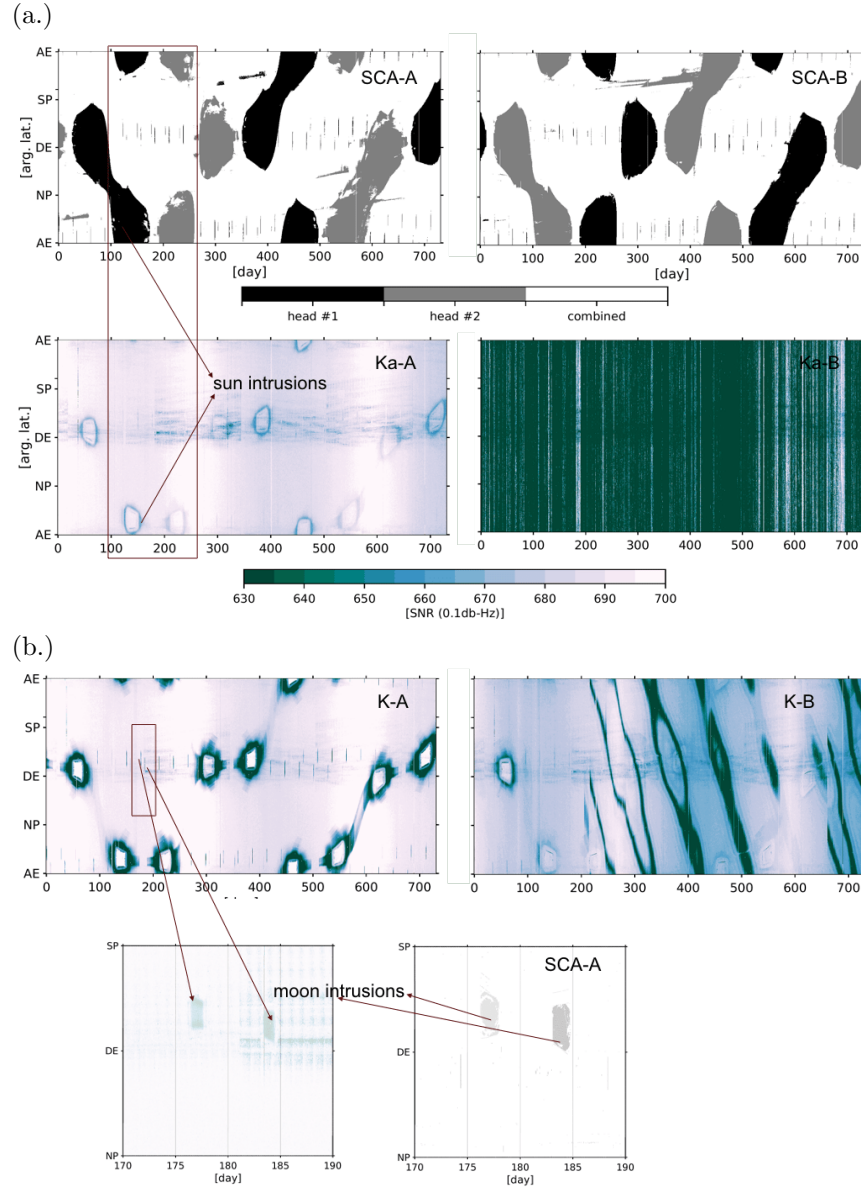 (a.)
AE
SP
DE
NP
AE
[arg. lat.]
SCA-A
0 100 200 300 400 500 600 700
[day]
SCA-B
0 100 200 300 400 500 600 700
[day]
head #1 head #2 combined
AE
SP
DE
NP
AE
[arg. lat.]
Ka-A
sun intrusions
0 100 200 300 400 500 600 700
Ka-B
0 100 200 300 400 500 600 700
630 640 650 660 670 680 690 700
[SNR (0.1db-Hz)]
(b.)
AE
SP
DE
NP
AE
K-A
0 100 200 300 400 500 600 700
K-B
0 100 200 300 400 500 600 700
SP
DE
NP
170 175 180 185 190
[day]
moon intrusions
SP
DE
NP
SCA-A
170 175 180 185 190
[day]